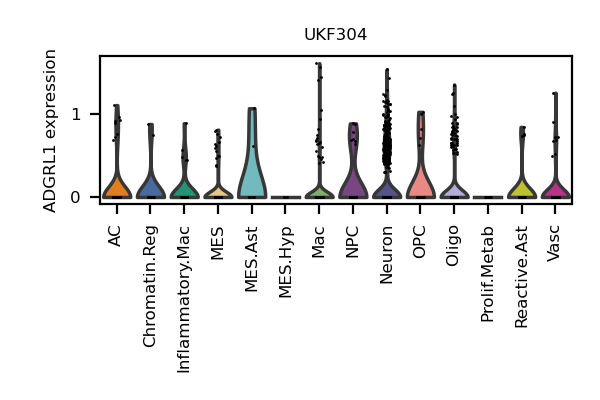 UKF304
ADGRL1 expression
1
0
AC
Chromatin.Reg
Inflammatory.Mac
MES
MES.Ast
MES.Hyp
Mac
NPC
Neuron
OPC
Oligo
Prolif.Metab
Reactive.Ast
Vasc